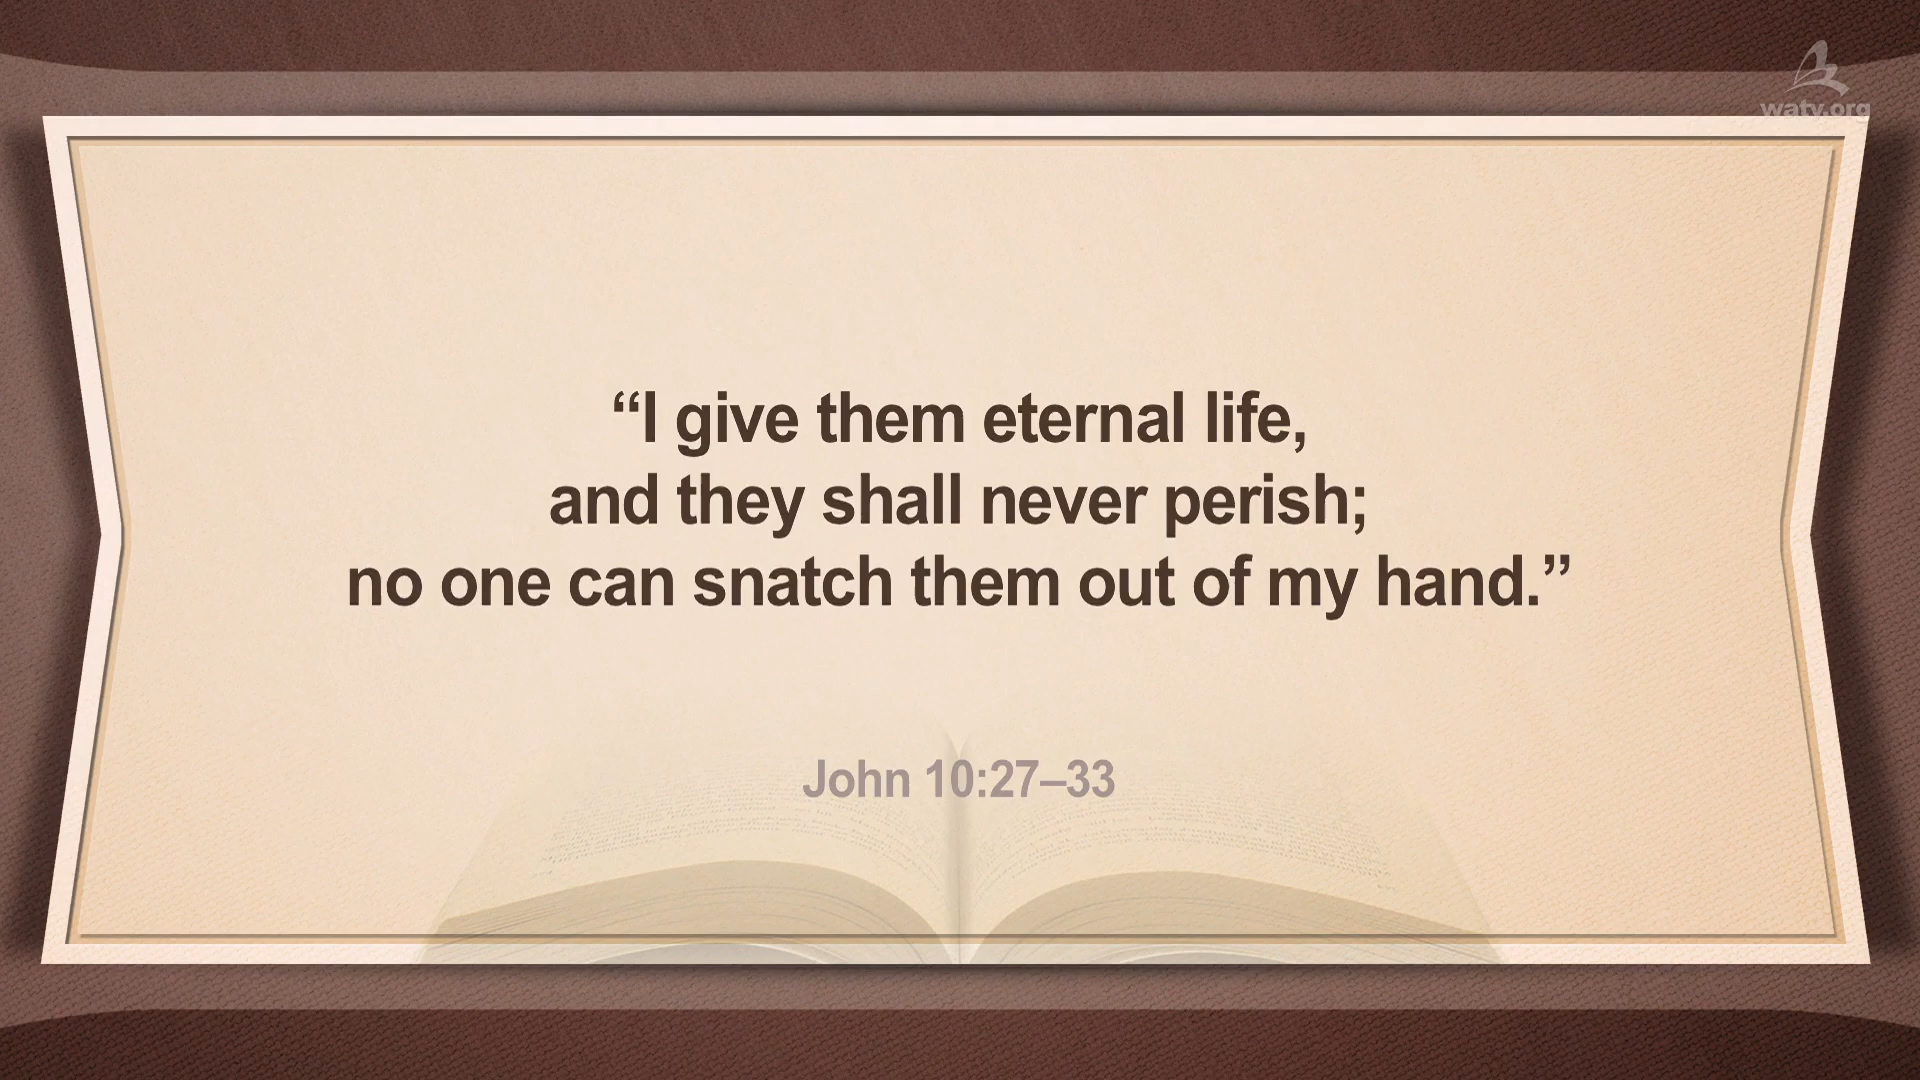 watv.org
“I give them eternal life,
and they shall never perish;
no one can snatch them out of my hand.”
John 10:27–33